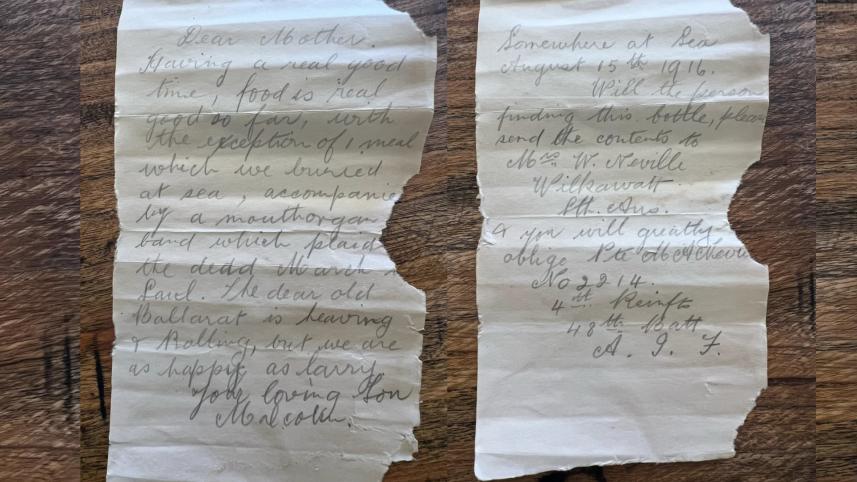 Dear Mother.
Having a real good
time, food is real
good so far, with
the exception of 1 meal
which we buried
at sea, accompanie
by a mouthorgan
band which plaid
the dead March
Saul. The dear old
Ballarat is heaving
& Rolling, but we are
as happy as larry.
Your loving Son
Malcolm.
Somewhere at Sea
August 15th 1916.
Will the person
finding this bottle, please
send the contents to
Mrs W. Neville
Wilkawatt
Sth. Aus.
& you will greatly
oblige Pte
No 2214.
4th Reinfts.
48th Batt
A. I. F.